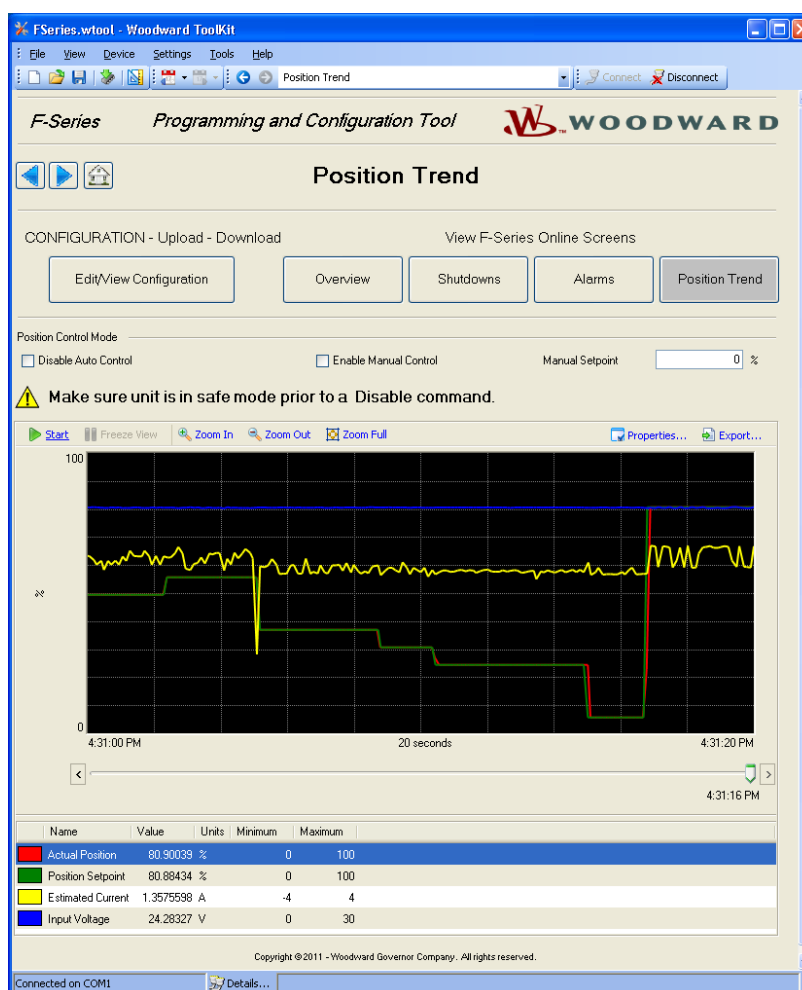 FSeries.wtool - Woodward ToolKit
File View Device Settings Tools Help
Position Trend Connect Disconnect
F-Series Programming and Configuration Tool WOODWARD
Position Trend
CONFIGURATION - Upload - Download View F-Series Online Screens
Edit/View Configuration Overview Shutdowns Alarms Position Trend
Position Control Mode
Disable Auto Control Enable Manual Control Manual Setpoint 0 %
Make sure unit is in safe mode prior to a Disable command.
Start Freeze View Zoom In Zoom Out Zoom Full Properties... Export...
100
%
0
4:31:00 PM 20 seconds 4:31:20 PM
4:31:16 PM
Name Value Units Minimum Maximum
Actual Position 80.90039 % 0 100
Position Setpoint 80.88434 % 0 100
Estimated Current 1.3575598 A -4 4
Input Voltage 24.28327 V 0 30
Copyright ©2011 - Woodward Governor Company. All rights reserved.
Connected on COM1 Details...